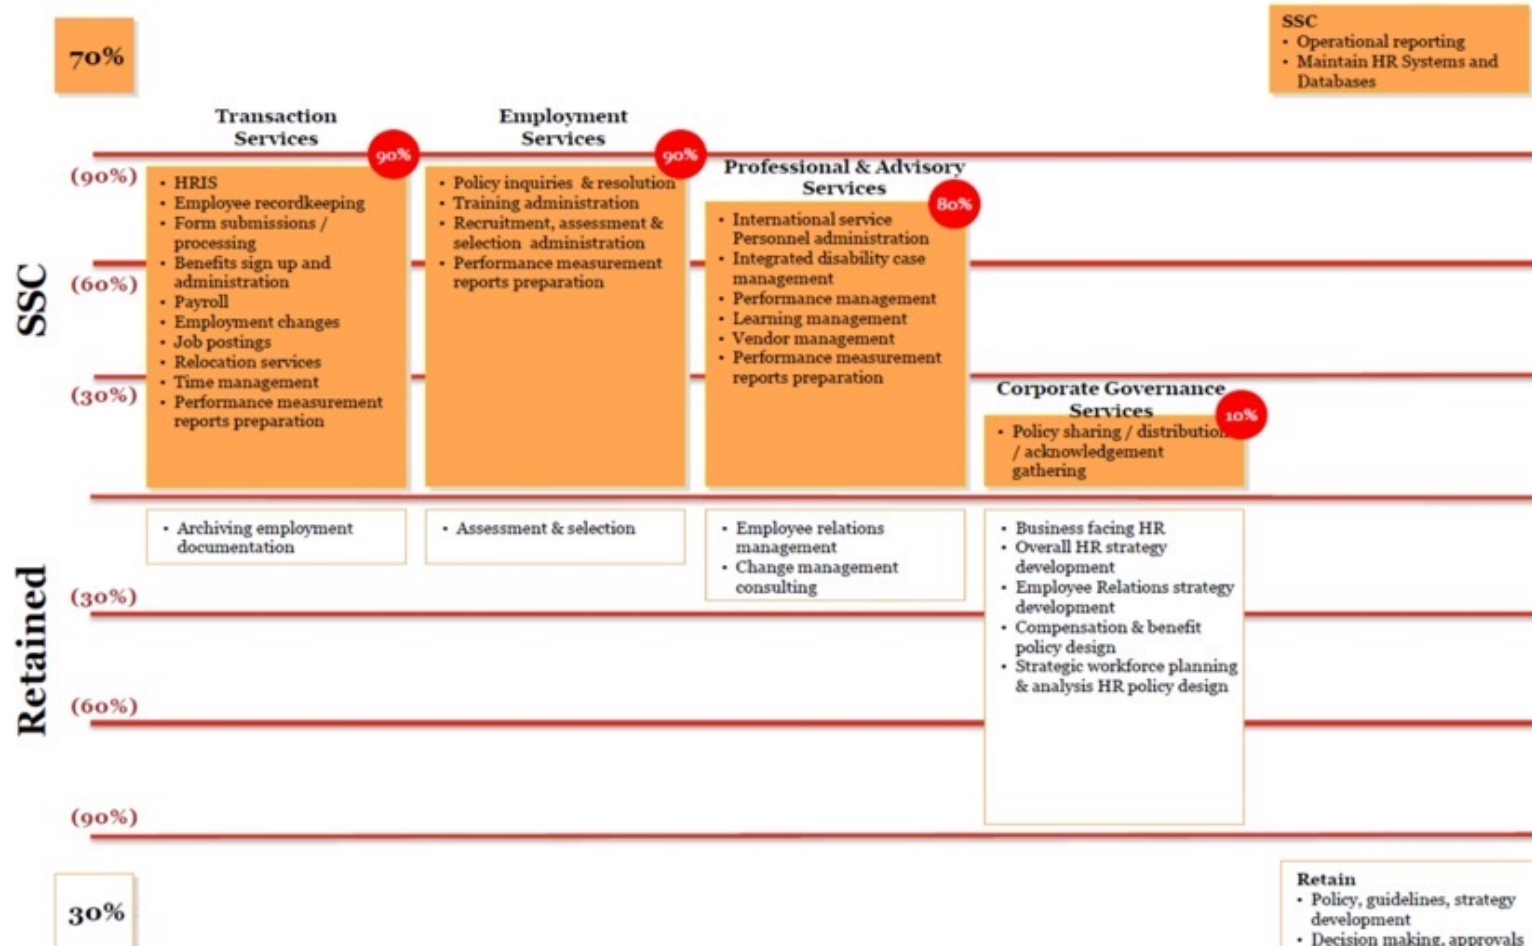 70%
SSC
• Operational reporting
• Maintain HR Systems and
Databases
Transaction
Services
90%
Employment
Services
90%
Professional & Advisory
Services
80%
Corporate Governance
Services
10%
SSC
(90%)
(60%)
(30%)
• HRIS
• Employee recordkeeping
• Form submissions /
processing
• Benefits sign up and
administration
• Payroll
• Employment changes
• Job postings
• Relocation services
• Time management
• Performance measurement
reports preparation
• Policy inquiries & resolution
• Training administration
• Recruitment, assessment &
selection administration
• Performance measurement
reports preparation
• International service
Personnel administration
• Integrated disability case
management
• Performance management
• Learning management
• Vendor management
• Performance measurement
reports preparation
• Policy sharing / distribution
/ acknowledgement
gathering
Retained
(30%)
(60%)
(90%)
• Archiving employment
documentation
• Assessment & selection
• Employee relations
management
• Change management
consulting
• Business facing HR
• Overall HR strategy
development
• Employee Relations strategy
development
• Compensation & benefit
policy design
• Strategic workforce planning
& analysis HR policy design
30%
Retain
• Policy, guidelines, strategy
development
• Decision making, approvals